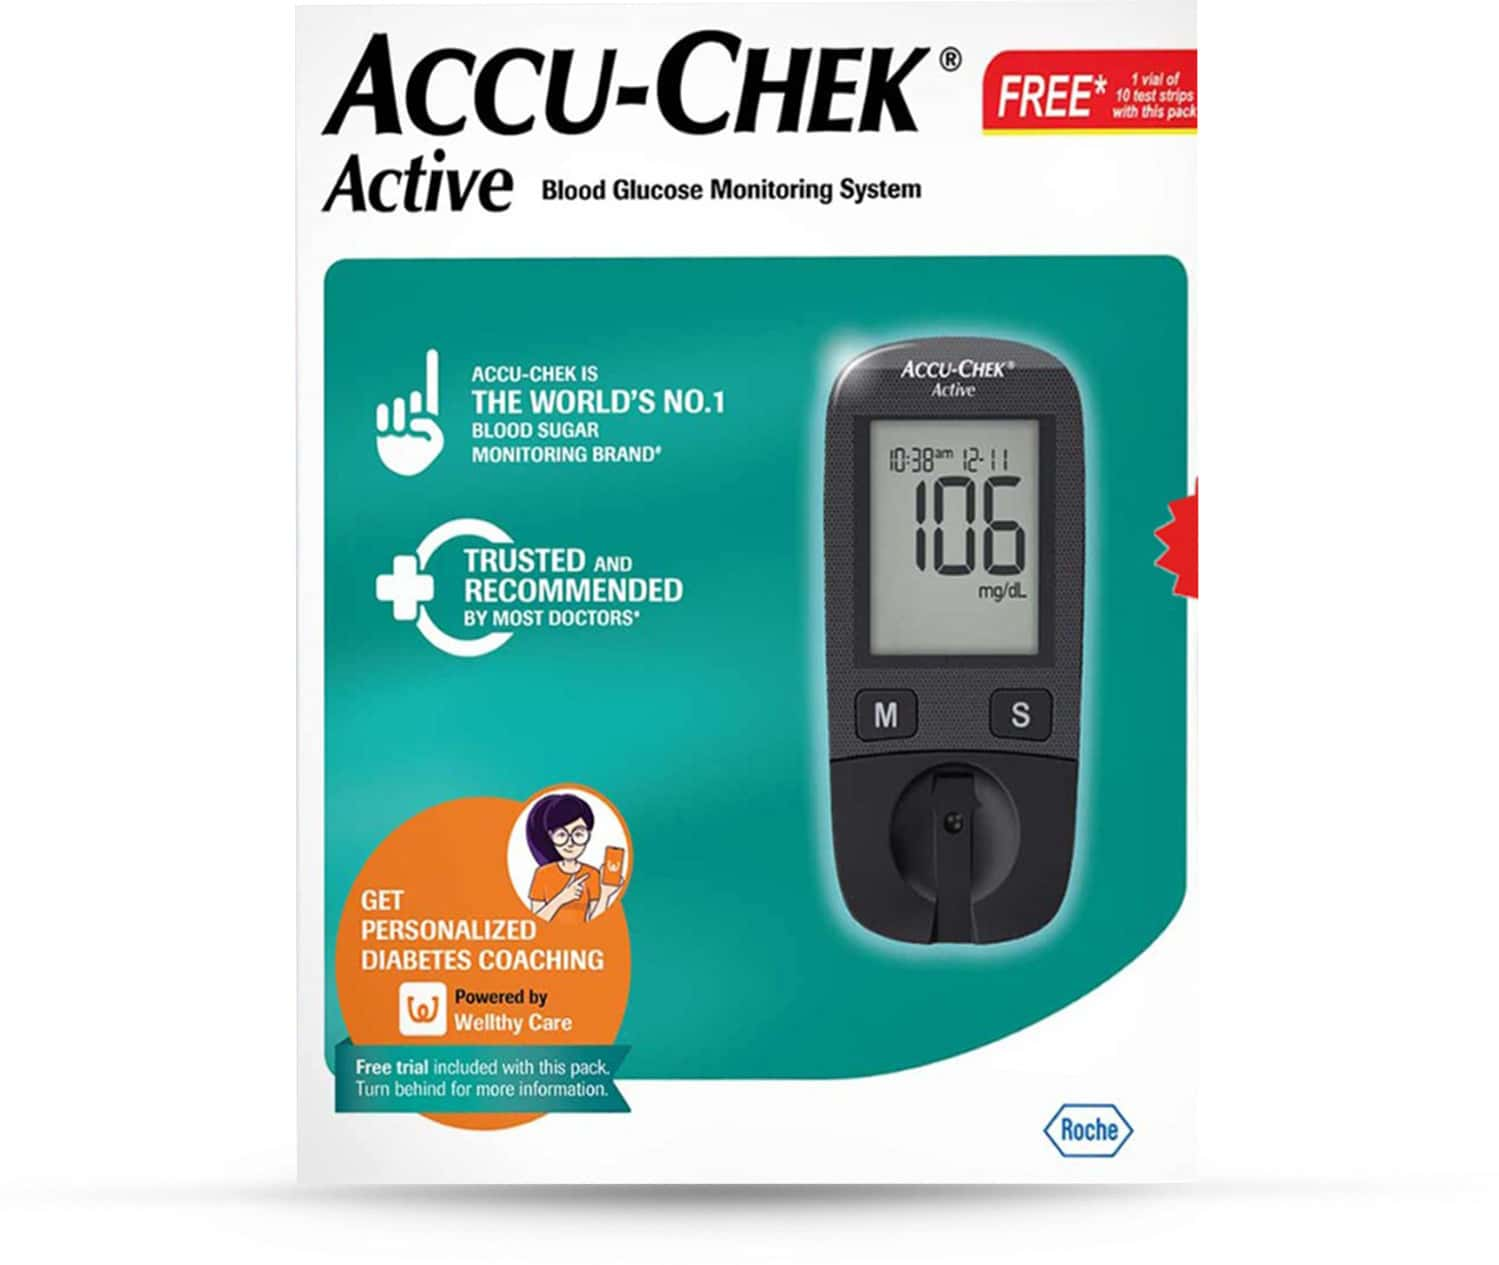 ACCU-CHEK®
FREE*
1 vial of
10 test strips
with this pack
Active Blood Glucose Monitoring System
ACCU-CHEK IS
THE WORLD'S NO.1
BLOOD SUGAR
MONITORING BRAND#
TRUSTED AND
RECOMMENDED
BY MOST DOCTORS*
ACCU-CHEK®
Active
10:38am 12-11
106
mg/dL
M S
GET
PERSONALIZED
DIABETES COACHING
Powered by
Wellthy Care
Free trial included with this pack.
Turn behind for more information.
Roche